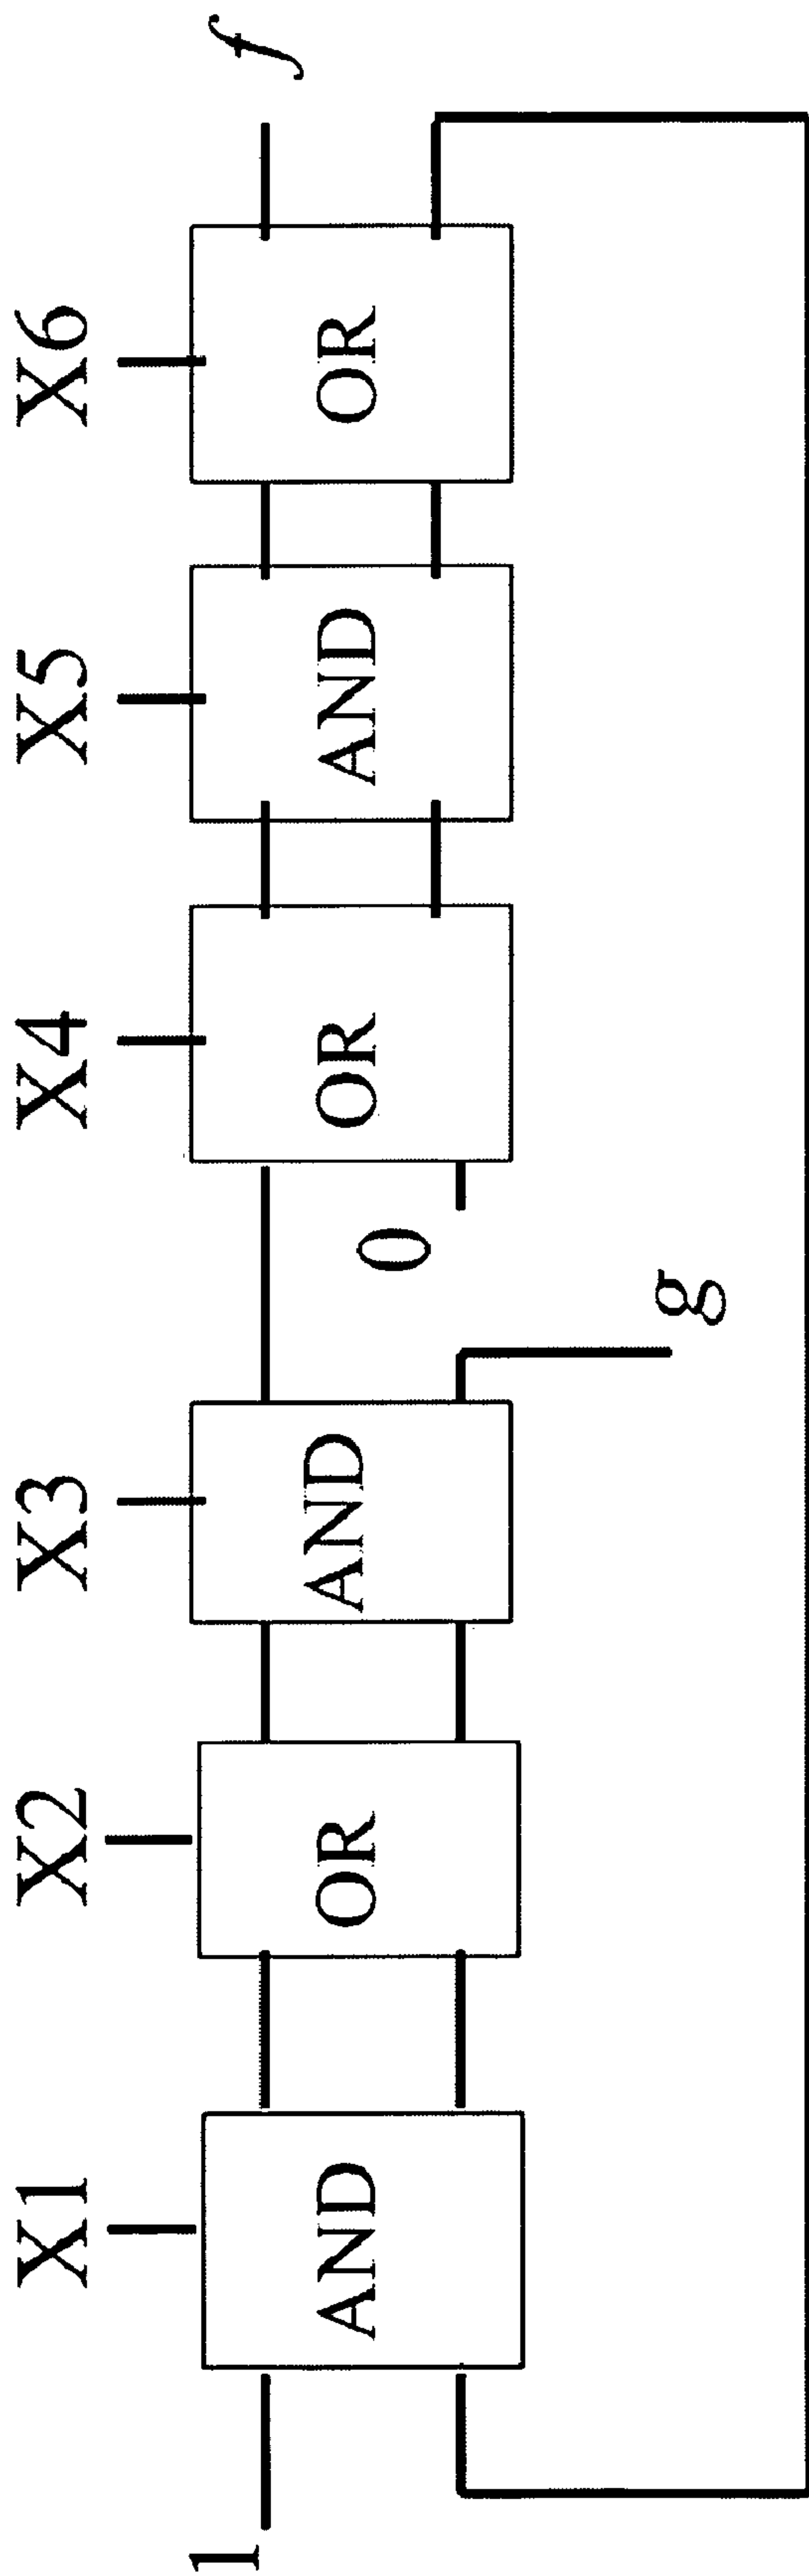 X1 X2 X3 X4 X5 X6
1 AND OR AND OR AND OR f
0
g